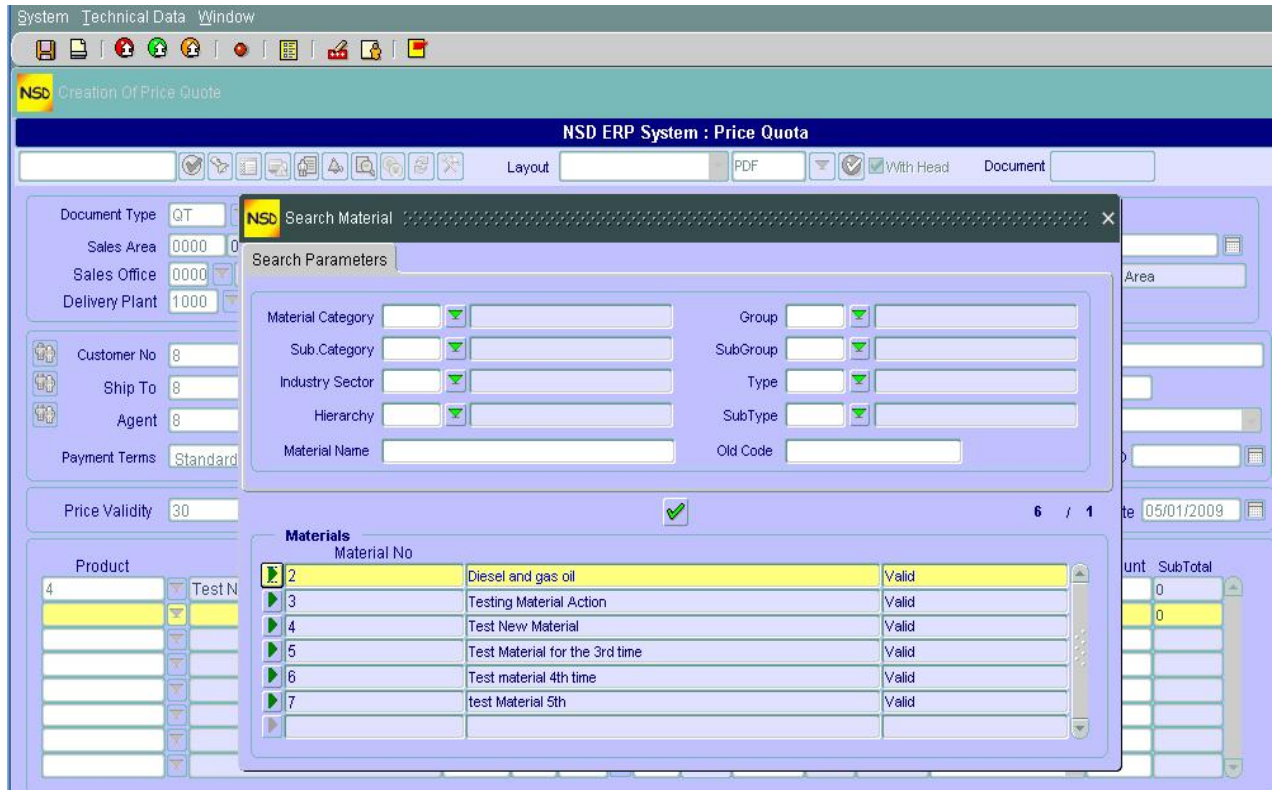 System Technical Data Window
NSD Creation Of Price Quote
NSD ERP System : Price Quota
Layout PDF With Head Document
Document Type QT
Sales Area 0000 0
Sales Office 0000
Area
Delivery Plant 1000
NSD Search Material
Search Parameters
Material Category Group
Sub.Category SubGroup
Industry Sector Type
Hierarchy SubType
Material Name Old Code
Customer No 8
Ship To 8
Agent 8
Payment Terms Standard
Price Validity 30
6 / 1
te 05/01/2009
Materials
Material No
2 Diesel and gas oil Valid
3 Testing Material Action Valid
4 Test New Material Valid
5 Test Material for the 3rd time Valid
6 Test material 4th time Valid
7 test Material 5th Valid
Product unt SubTotal
4 Test N 0
0